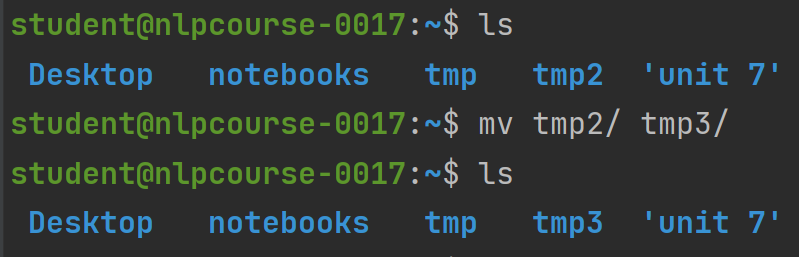 student@nlpcourse-0017:~$ ls
Desktop notebooks tmp tmp2 'unit 7'
student@nlpcourse-0017:~$ mv tmp2/ tmp3/
student@nlpcourse-0017:~$ ls
Desktop notebooks tmp tmp3 'unit 7'